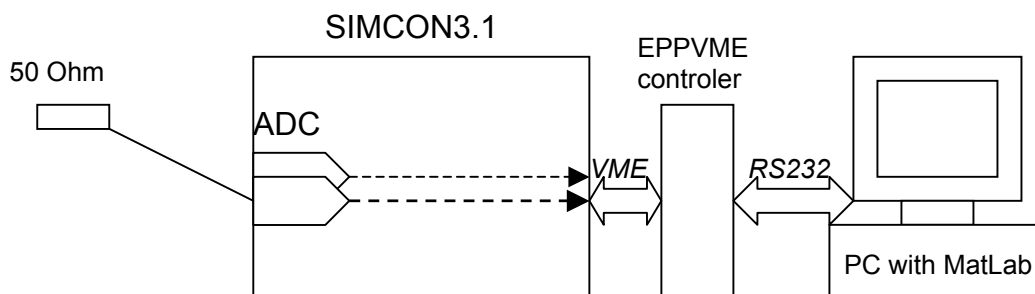 SIMCON3.1
50 Ohm
EPPVME
controler
ADC
VME
RS232
PC with MatLab